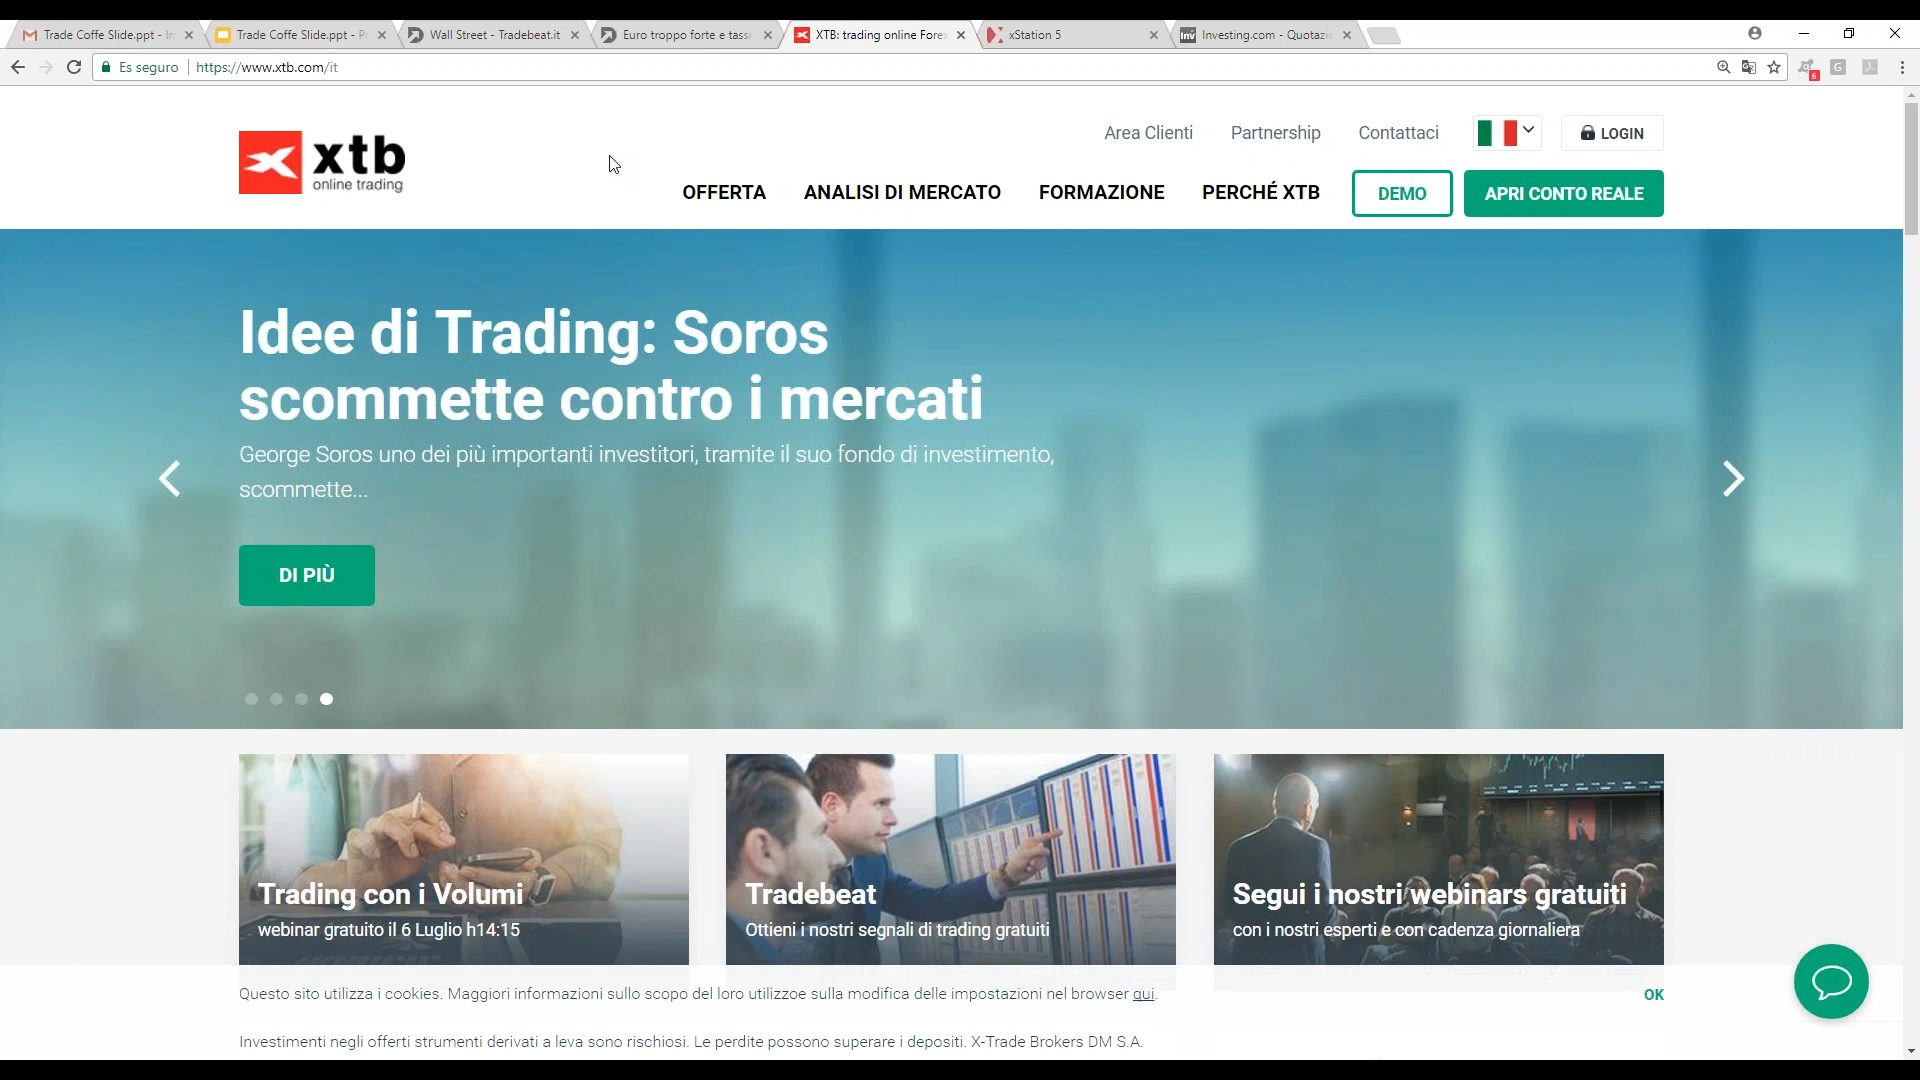 Trade Coffe Slide.ppt - 
Trade Coffe Slide.ppt - P
Wall Street - Tradebeat.it
Euro troppo forte e tassi
XTB: trading online Fore
xStation 5
Investing.com - Quotazi
Es seguro
https://www.xtb.com/it
6
Area Clienti
Partnership
Contattaci
LOGIN
xtb
online trading
OFFERTA
ANALISI DI MERCATO
FORMAZIONE
PERCHÉ XTB
DEMO
APRI CONTO REALE
Idee di Trading: Soros
scommette contro i mercati
George Soros uno dei più importanti investitori, tramite il suo fondo di investimento,
scommette...
DI PIÙ
Trading con i Volumi
webinar gratuito il 6 Luglio h14:15
Tradebeat
Ottieni i nostri segnali di trading gratuiti
Segui i nostri webinars gratuiti
con i nostri esperti e con cadenza giornaliera
Questo sito utilizza i cookies. Maggiori informazioni sullo scopo del loro utilizzoe sulla modifica delle impostazioni nel browser qui.
OK
Investimenti negli offerti strumenti derivati a leva sono rischiosi. Le perdite possono superare i depositi. X-Trade Brokers DM S.A.